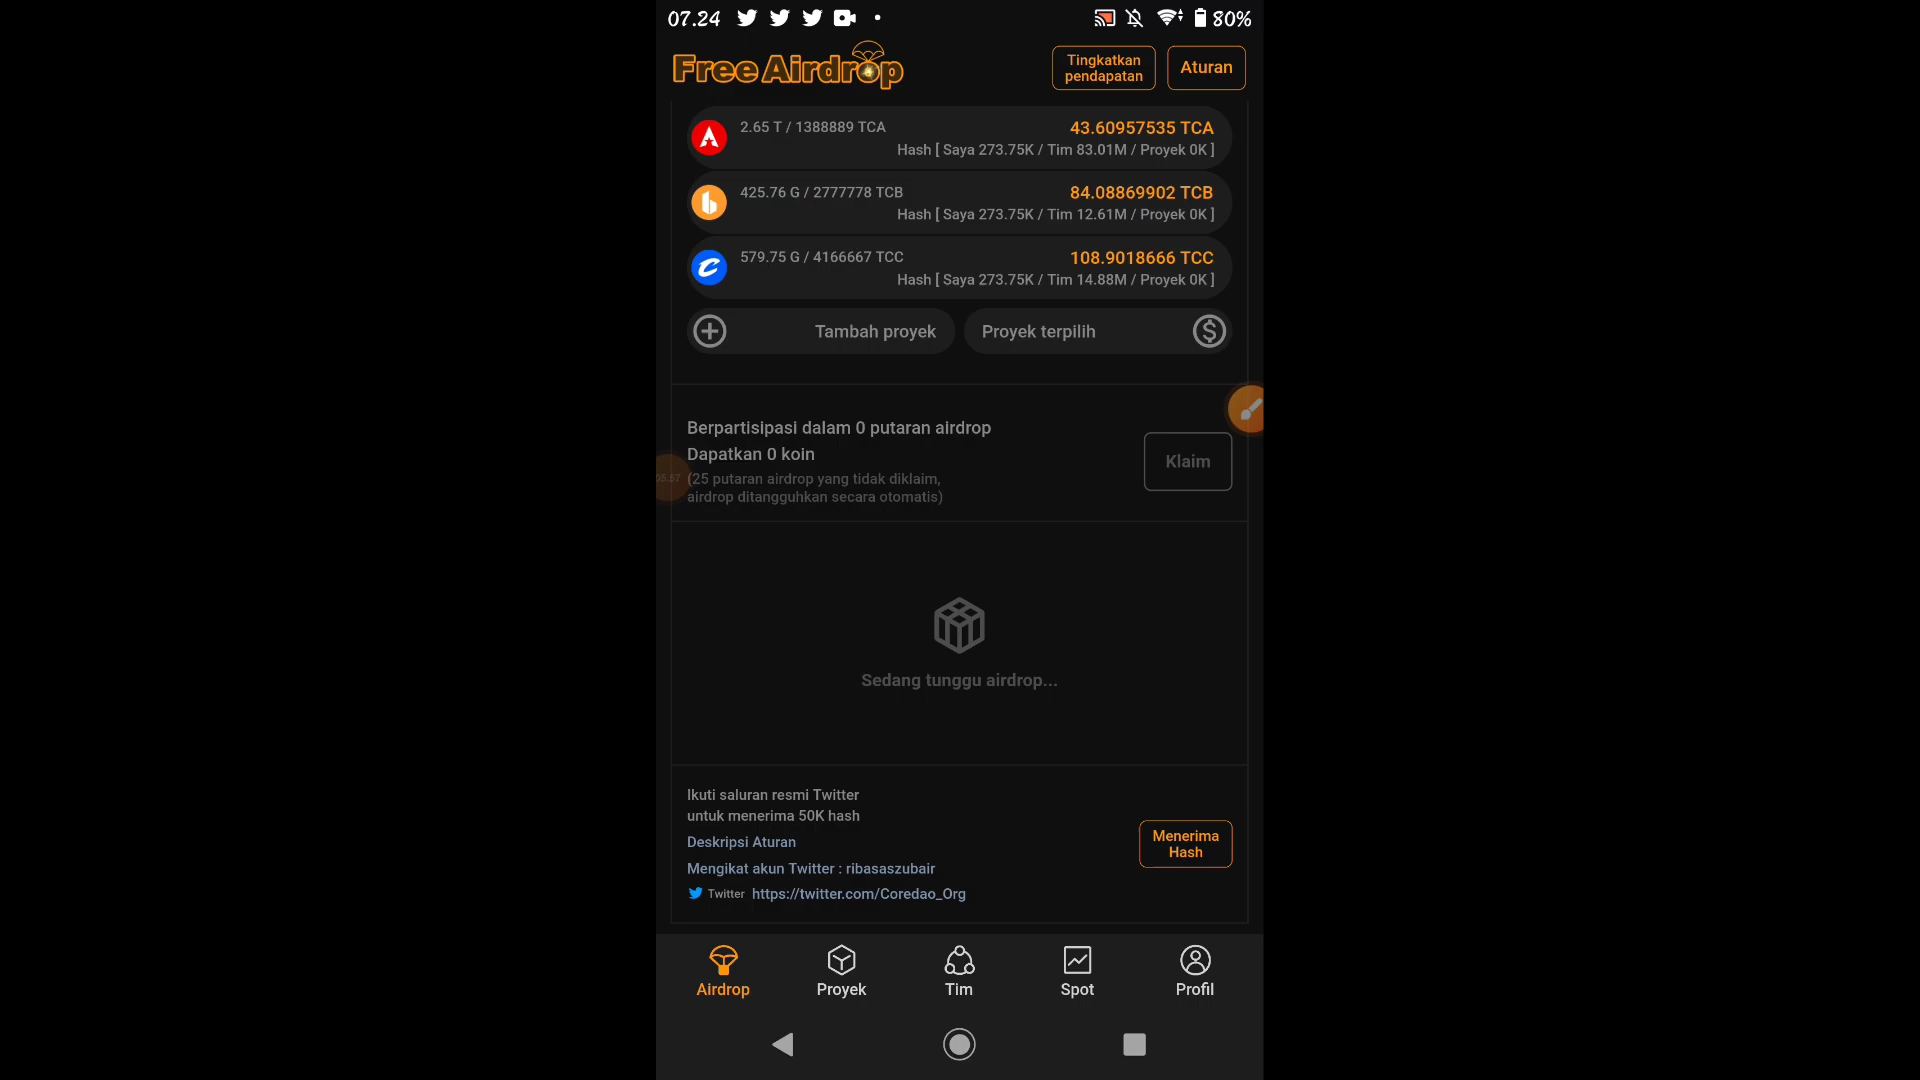 07.24
80%
Free Airdrop
Tingkatkan
pendapatan
Aturan
2.65 T / 1388889 TCA
43.60957535 TCA
Hash [ Saya 273.75K / Tim 83.01M / Proyek 0K ]
425.76 G / 2777778 TCB
84.08869902 TCB
Hash [ Saya 273.75K / Tim 12.61M / Proyek 0K ]
579.75 G / 4166667 TCC
108.9018666 TCC
Hash [ Saya 273.75K / Tim 14.88M / Proyek 0K ]
Tambah proyek
Proyek terpilih
Berpartisipasi dalam 0 putaran airdrop
Dapatkan 0 koin
Klaim
05:57
(25 putaran airdrop yang tidak diklaim,
airdrop ditangguhkan secara otomatis)
Sedang tunggu airdrop...
Ikuti saluran resmi Twitter
untuk menerima 50K hash
Deskripsi Aturan
Menerima
Hash
Mengikat akun Twitter : ribasaszubair
Twitter https://twitter.com/Coredao_Org
Airdrop
Proyek
Tim
Spot
Profil